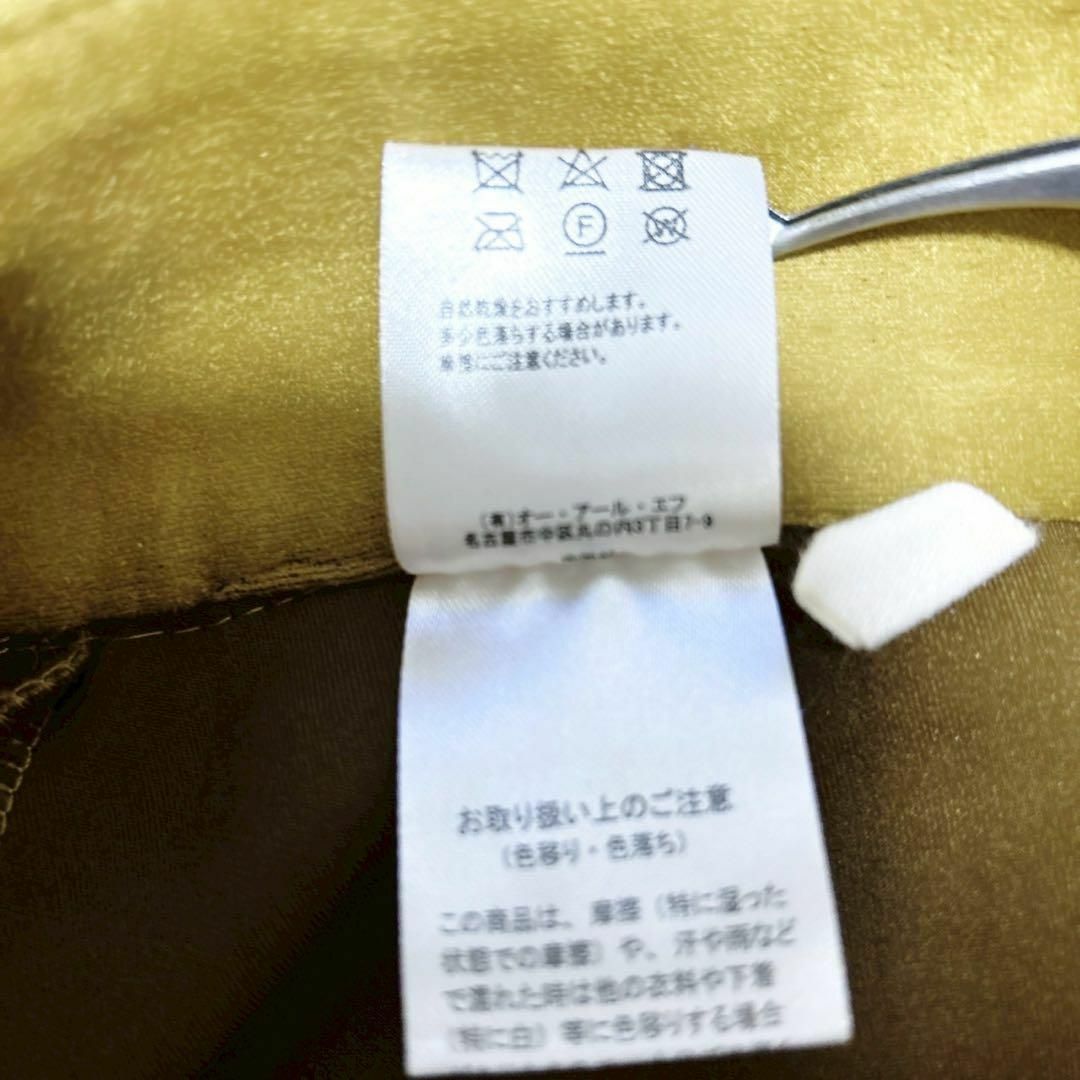 F
W
自然乾燥をおすすめします。
多少色落ちする場合があります。
摩擦にご注意ください。
(有)オー・アール・エフ
名古屋市中区丸の内3丁目7-9
お取り扱い上のご注意
(色移り・色落ち)
この商品は、摩擦(特に湿った
状態での摩擦)や、汗や雨など
で濡れた時は他の衣料や下着
(特に白)等に色移りする場合